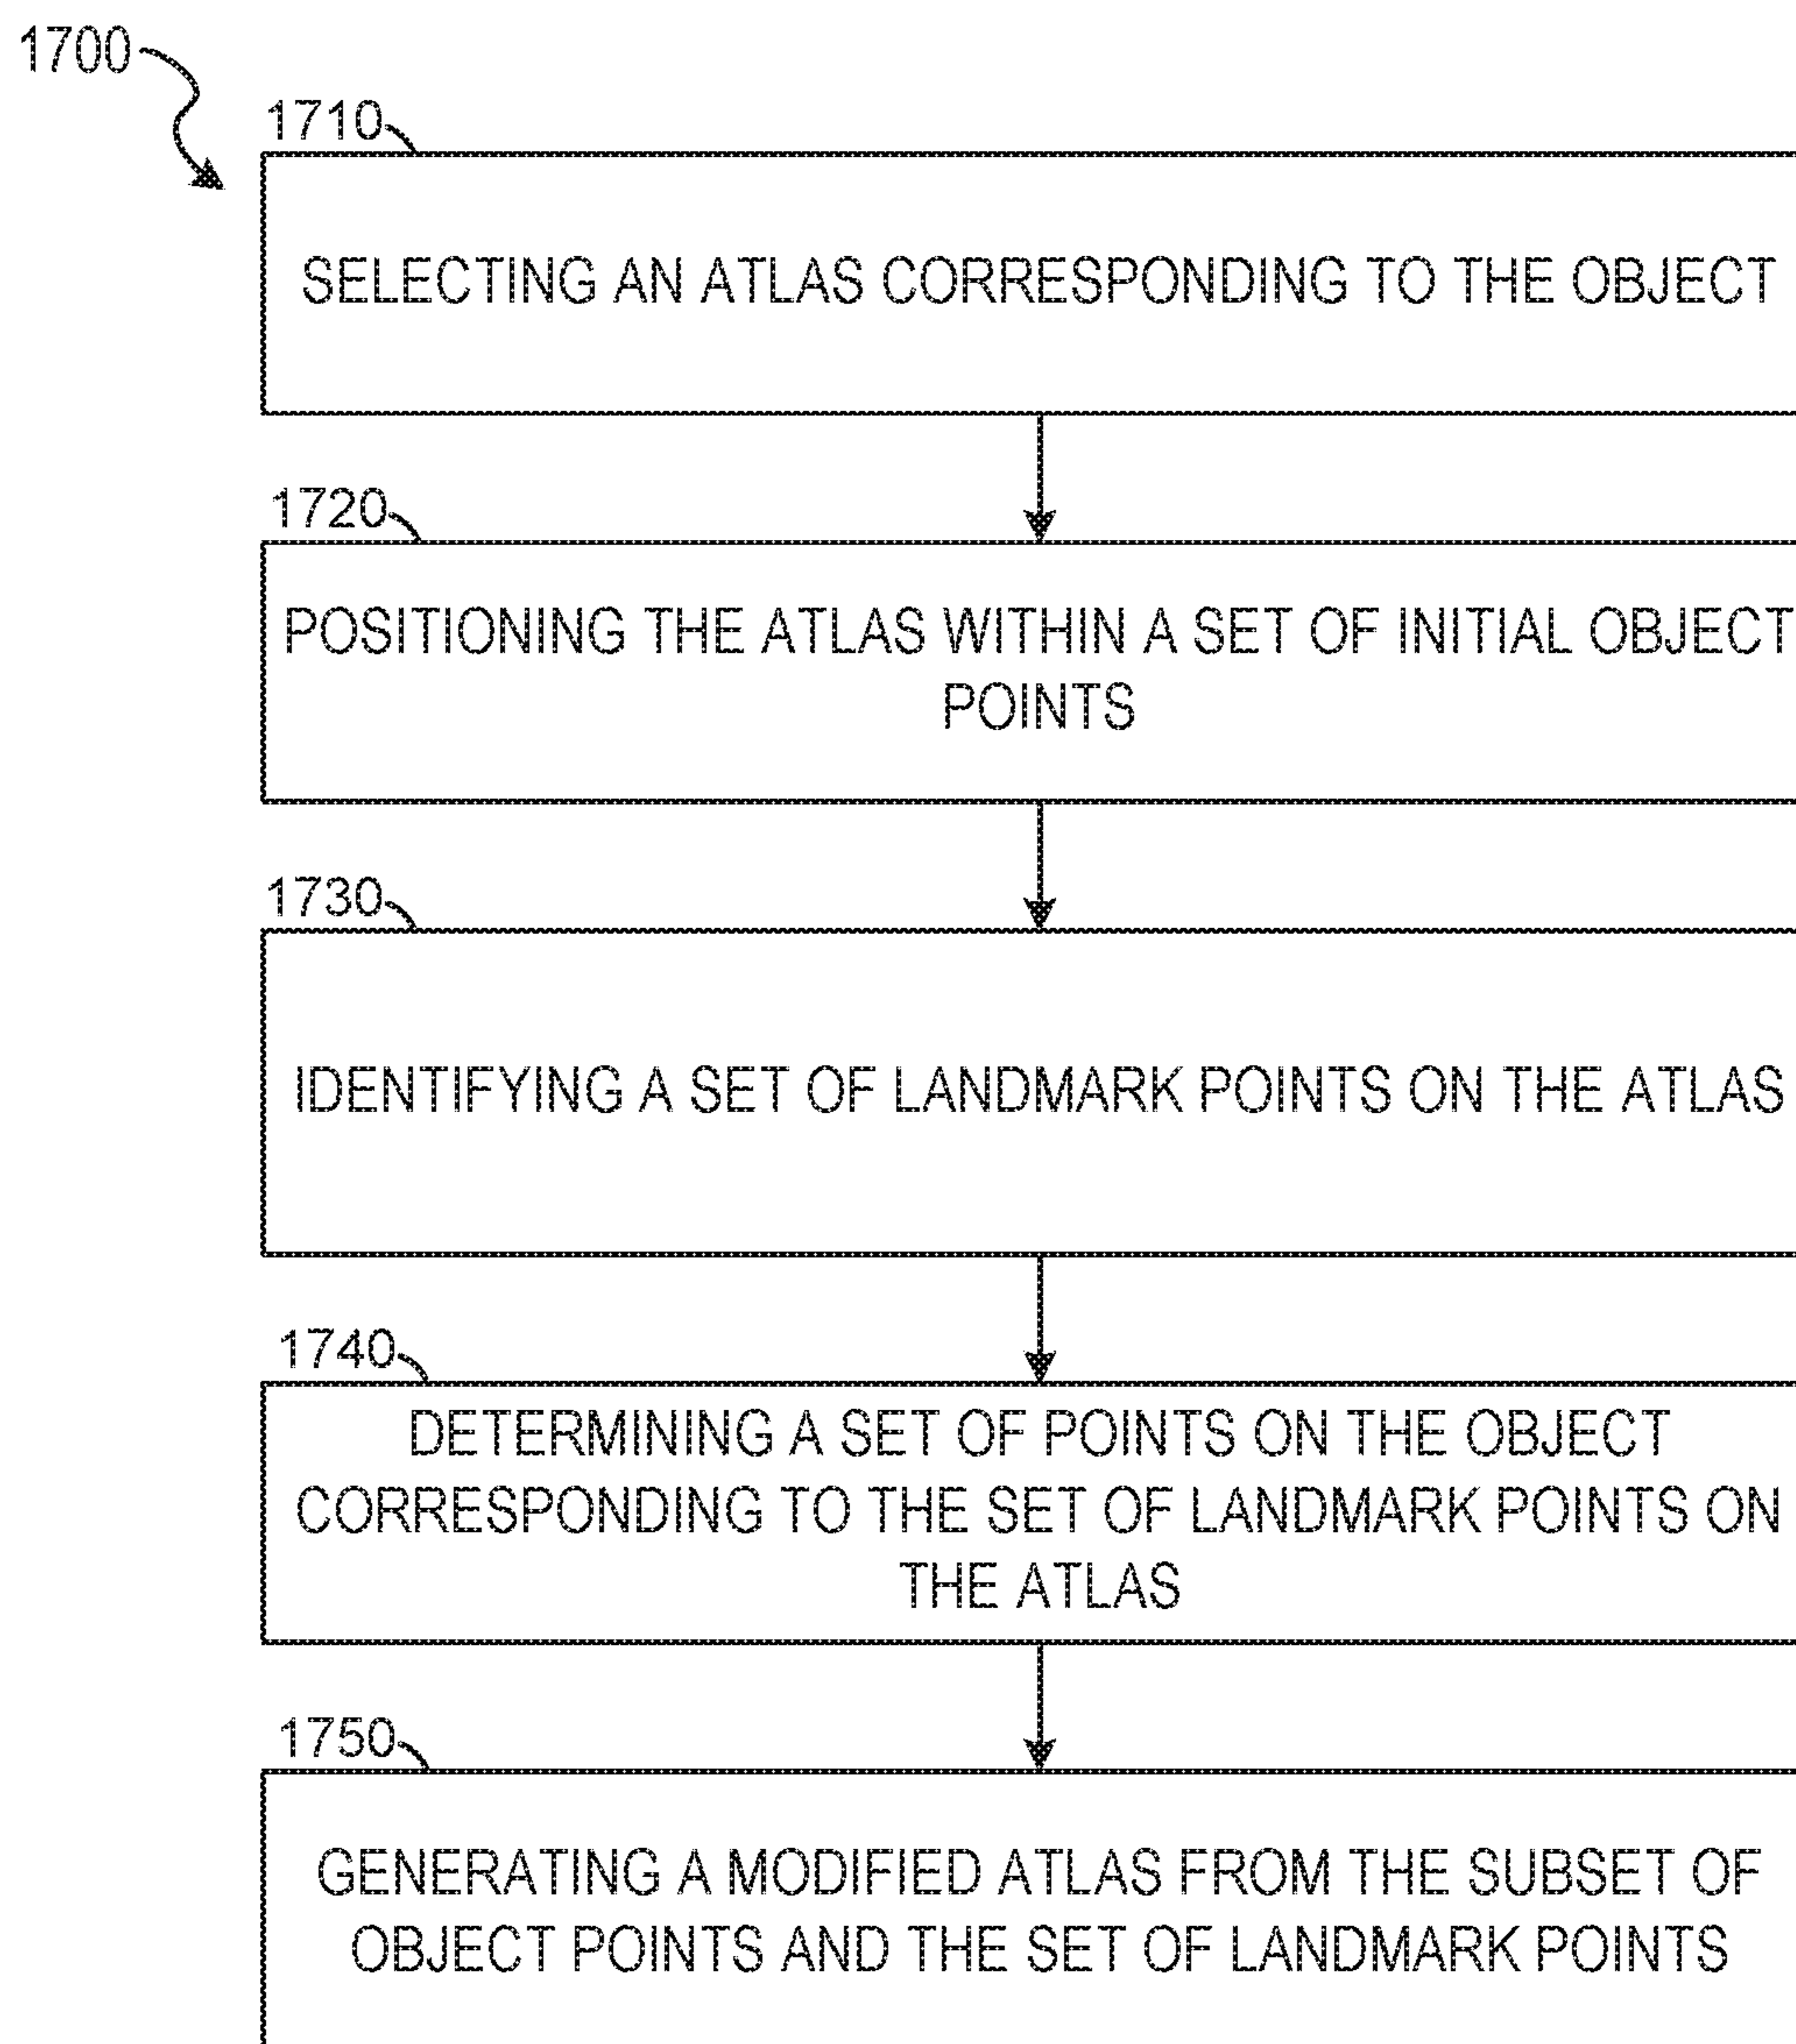 1700
1710
SELECTING AN ATLAS CORRESPONDING TO THE OBJECT
1720
POSITIONING THE ATLAS WITHIN A SET OF INITIAL OBJECT
POINTS
1730
IDENTIFYING A SET OF LANDMARK POINTS ON THE ATLAS
1740
DETERMINING A SET OF POINTS ON THE OBJECT
CORRESPONDING TO THE SET OF LANDMARK POINTS ON
THE ATLAS
1750
GENERATING A MODIFIED ATLAS FROM THE SUBSET OF
OBJECT POINTS AND THE SET OF LANDMARK POINTS